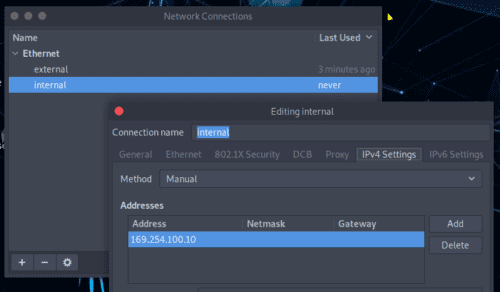 Network Connections
Name Last Used
Ethernet
external 3 minutes ago
internal never
Editing internal
Connection name internal
General Ethernet 802.1X Security DCB Proxy IPv4 Settings IPv6 Settings
Method Manual
Addresses
Address Netmask Gateway Add
169.254.100.10 Delete